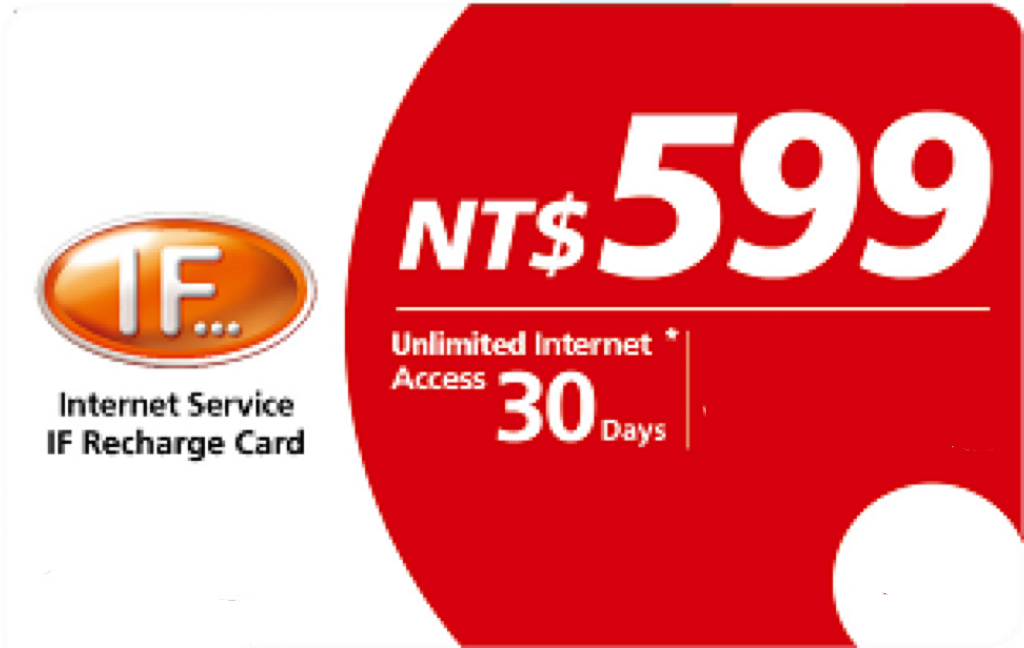 IF...
Internet Service
IF Recharge Card
NT$599
Unlimited Internet *
Access 30 Days